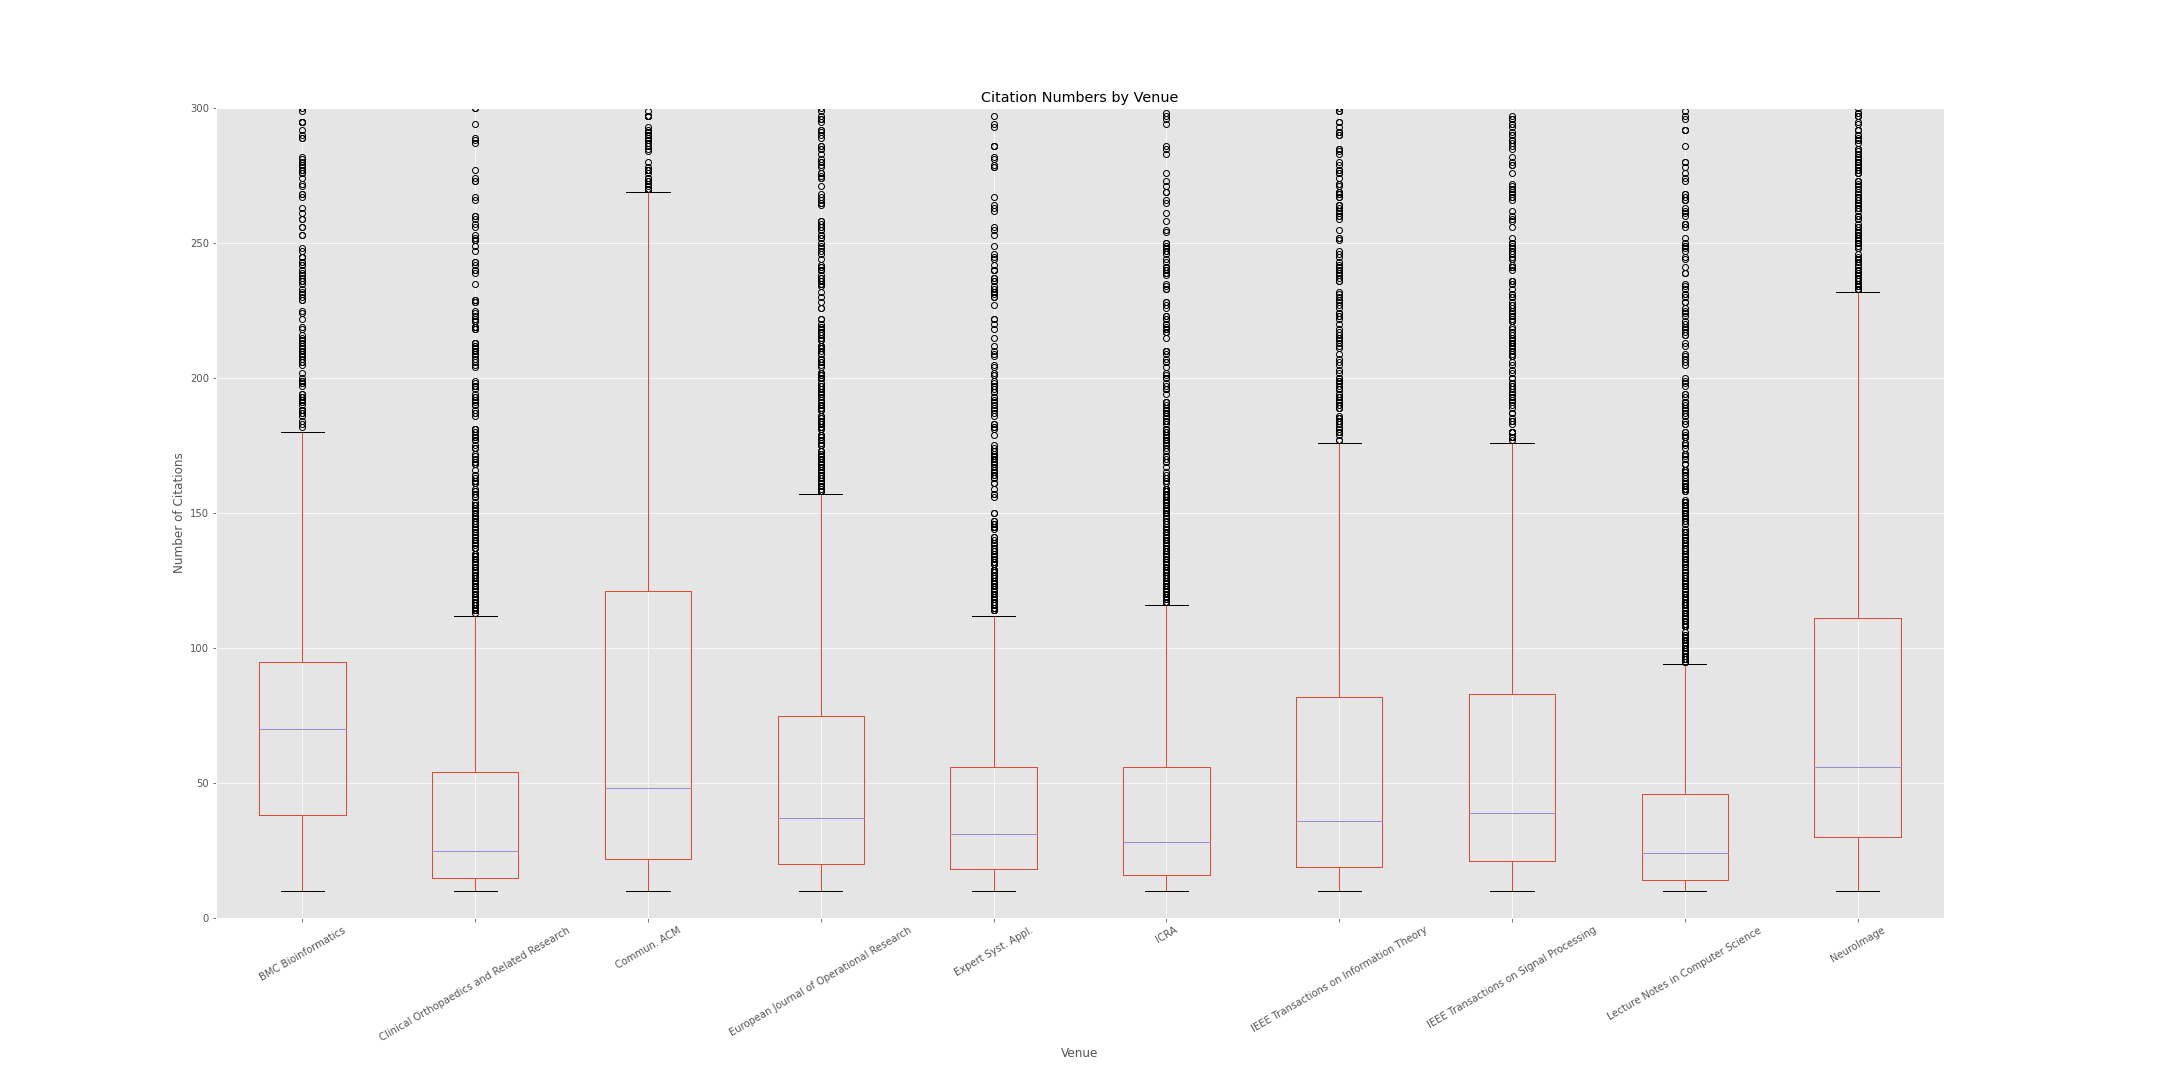 Citation Numbers by Venue
300
250
200
150
100
50
0
Number of Citations
BMC Bioinformatics
Clinical Orthopaedics and Related Research
Commun. ACM
European Journal of Operational Research
Expert Syst. Appl.
ICRA
IEEE Transactions on Information Theory
IEEE Transactions on Signal Processing
Lecture Notes in Computer Science
NeuroImage
Venue